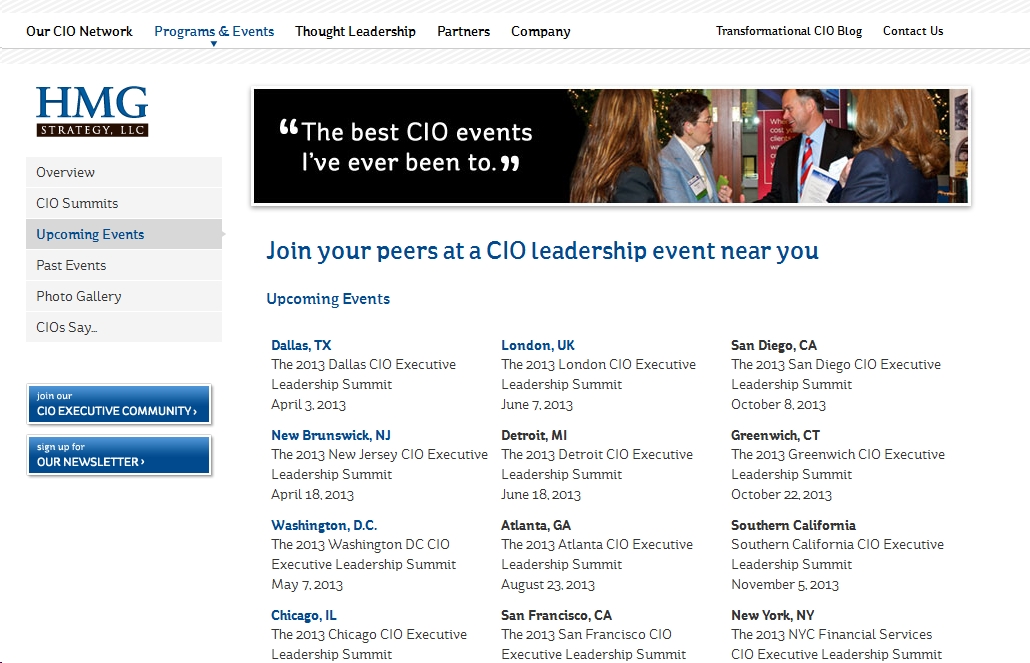 Our CIO Network
Programs & Events
Thought Leadership
Partners
Company
Transformational CIO Blog
Contact Us
HMG
STRATEGY, LLC
Overview
CIO Summits
Upcoming Events
Past Events
Photo Gallery
CIOs Say...
join our
CIO EXECUTIVE COMMUNITY ›
sign up for
OUR NEWSLETTER ›
“The best CIO events
I've ever been to.”
Join your peers at a CIO leadership event near you
Upcoming Events
Dallas, TX
The 2013 Dallas CIO Executive
Leadership Summit
April 3, 2013
New Brunswick, NJ
The 2013 New Jersey CIO Executive
Leadership Summit
April 18, 2013
Washington, D.C.
The 2013 Washington DC CIO
Executive Leadership Summit
May 7, 2013
Chicago, IL
The 2013 Chicago CIO Executive
Leadership Summit
London, UK
The 2013 London CIO Executive
Leadership Summit
June 7, 2013
Detroit, MI
The 2013 Detroit CIO Executive
Leadership Summit
June 18, 2013
Atlanta, GA
The 2013 Atlanta CIO Executive
Leadership Summit
August 23, 2013
San Francisco, CA
The 2013 San Francisco CIO
Executive Leadership Summit
San Diego, CA
The 2013 San Diego CIO Executive
Leadership Summit
October 8, 2013
Greenwich, CT
The 2013 Greenwich CIO Executive
Leadership Summit
October 22, 2013
Southern California
Southern California CIO Executive
Leadership Summit
November 5, 2013
New York, NY
The 2013 NYC Financial Services
CIO Executive Leadership Summit